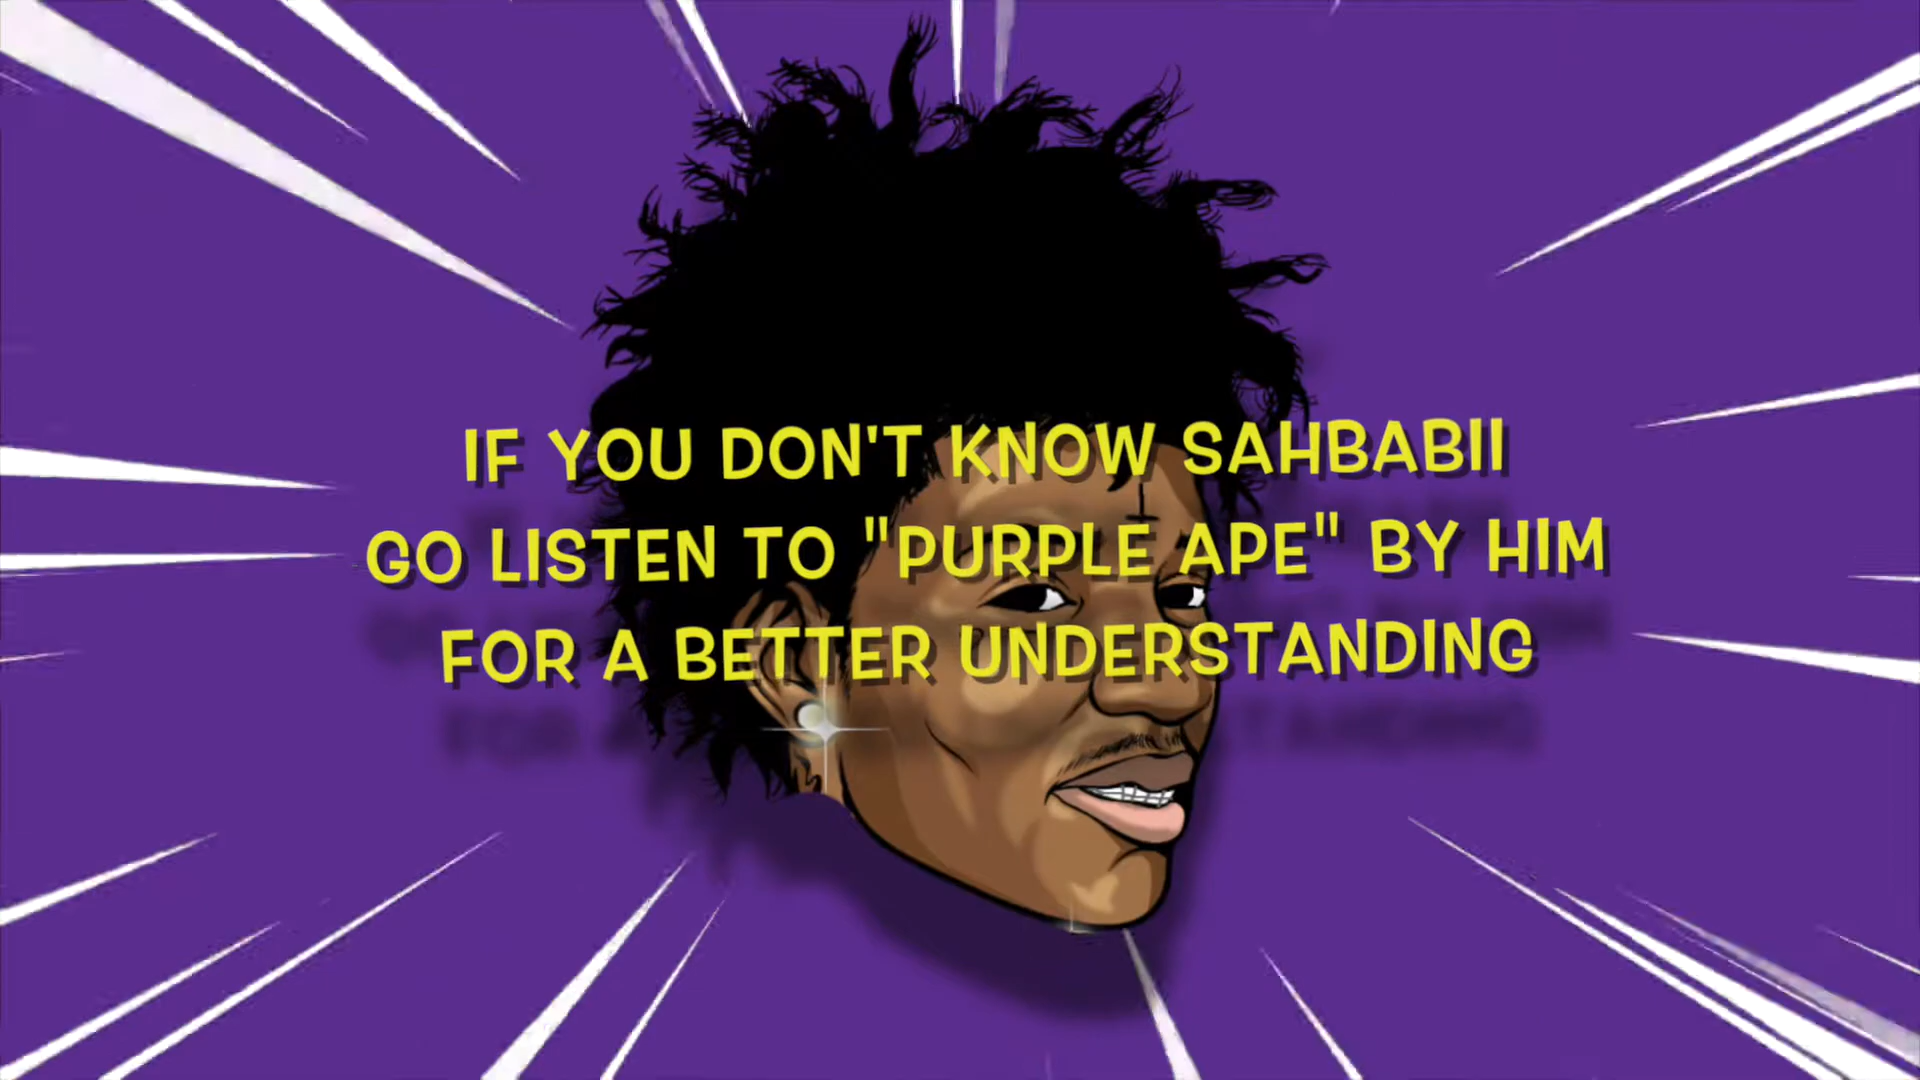 IF YOU DON'T KNOW SAHBABII
GO LISTEN TO "PURPLE APE" BY HIM
FOR A BETTER UNDERSTANDING